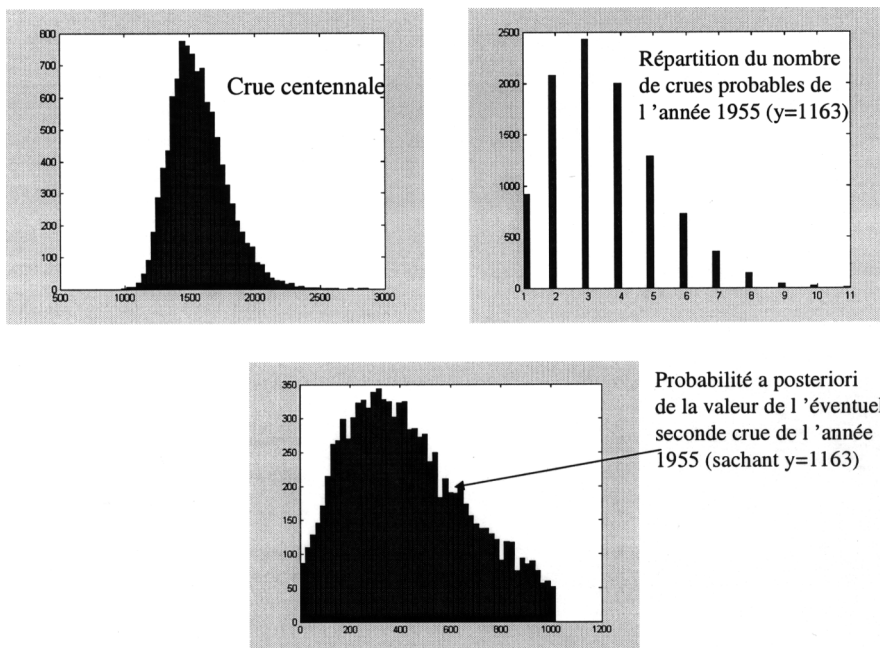 800
700
600
500
400
300
200
100
0
500 1000 1500 2000 2500 3000
Crue centennale
2500
2000
1500
1000
500
0
1 2 3 4 5 6 7 8 9 10 11
Répartition du nombre
de crues probables de
l ’année 1955 (y=1163)
350
300
250
200
150
100
50
0
0 200 400 600 800 1000 1200
Probabilité a posteriori
de la valeur de l ’éventuel
seconde crue de l ’année
1955 (sachant y=1163)